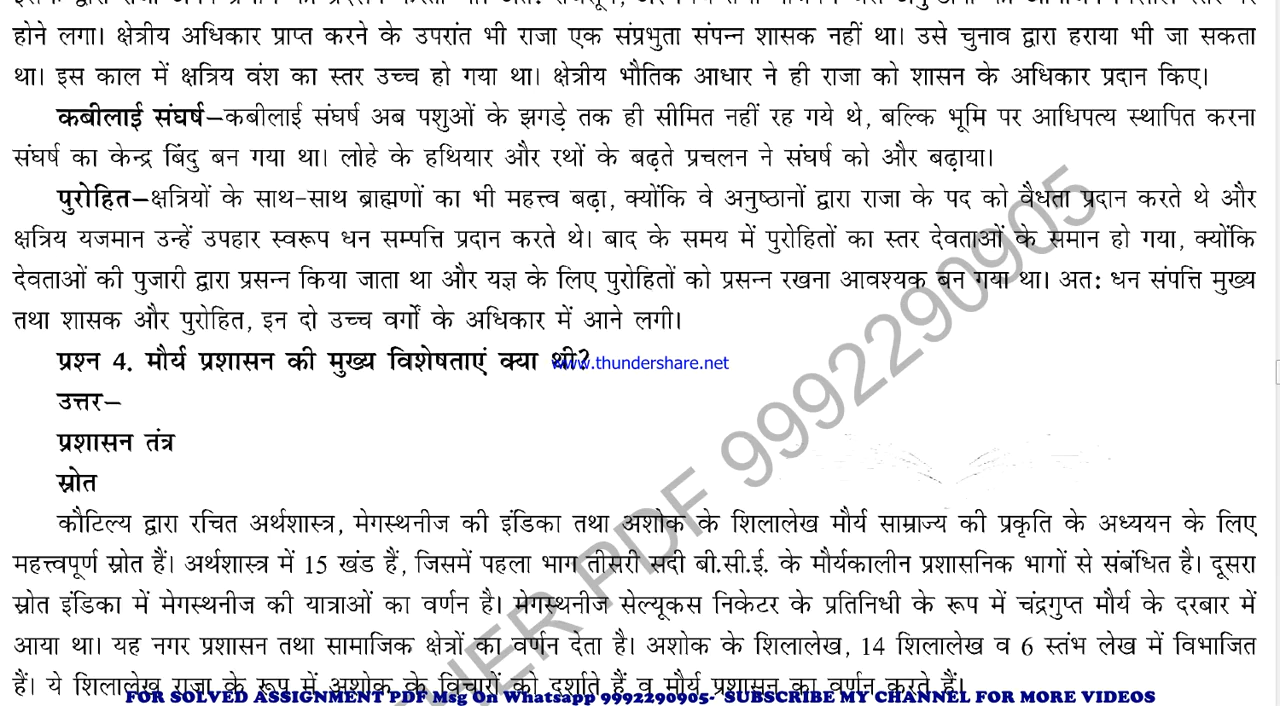 होने लगा। क्षेत्रीय अधिकार प्राप्त करने के उपरांत भी राजा एक संप्रभुता संपन्न शासक नहीं था। उसे चुनाव द्वारा हराया भी जा सकता
था। इस काल में क्षत्रिय वंश का स्तर उच्च हो गया था। क्षेत्रीय भौतिक आधार ने ही राजा को शासन के अधिकार प्रदान किए।
कबीलाई संघर्ष–कबीलाई संघर्ष अब पशुओं के झगड़े तक ही सीमित नहीं रह गये थे, बल्कि भूमि पर आधिपत्य स्थापित करना
संघर्ष का केन्द्र बिंदु बन गया था। लोहे के हथियार और रथों के बढ़ते प्रचलन ने संघर्ष को और बढ़ाया।
पुरोहित–क्षत्रियों के साथ-साथ ब्राह्मणों का भी महत्त्व बढ़ा, क्योंकि वे अनुष्ठानों द्वारा राजा के पद को वैधता प्रदान करते थे और
क्षत्रिय यजमान उन्हें उपहार स्वरूप धन सम्पत्ति प्रदान करते थे। बाद के समय में पुरोहितों का स्तर देवताओं के समान हो गया, क्योंकि
देवताओं की पुजारी द्वारा प्रसन्न किया जाता था और यज्ञ के लिए पुरोहितों को प्रसन्न रखना आवश्यक बन गया था। अत: धन संपत्ति मुख्य
तथा शासक और पुरोहित, इन दो उच्च वर्गों के अधिकार में आने लगी।
प्रश्न 4. मौर्य प्रशासन की मुख्य विशेषताएं क्या थी?
www.thundershare.net
उत्तर–
प्रशासन तंत्र
स्रोत
कौटिल्य द्वारा रचित अर्थशास्त्र, मेगस्थनीज की इंडिका तथा अशोक के शिलालेख मौर्य साम्राज्य की प्रकृति के अध्ययन के लिए
महत्त्वपूर्ण स्रोत हैं। अर्थशास्त्र में 15 खंड हैं, जिसमें पहला भाग तीसरी सदी बी.सी.ई. के मौर्यकालीन प्रशासनिक भागों से संबंधित है। दूसरा
स्रोत इंडिका में मेगस्थनीज की यात्राओं का वर्णन है। मेगस्थनीज सेल्यूकस निकेटर के प्रतिनिधी के रूप में चंद्रगुप्त मौर्य के दरबार में
आया था। यह नगर प्रशासन तथा सामाजिक क्षेत्रों का वर्णन देता है। अशोक के शिलालेख, 14 शिलालेख व 6 स्तंभ लेख में विभाजित
हैं। ये शिलालेख राजा के रूप में अशोक के विचारों को दर्शाते हैं व मौर्य प्रशासन का वर्णन करते हैं।
PDF 9992290905
FOR SOLVED ASSIGNMENT PDF Msg On Whatsapp 9992290905- SUBSCRIBE MY CHANNEL FOR MORE VIDEOS